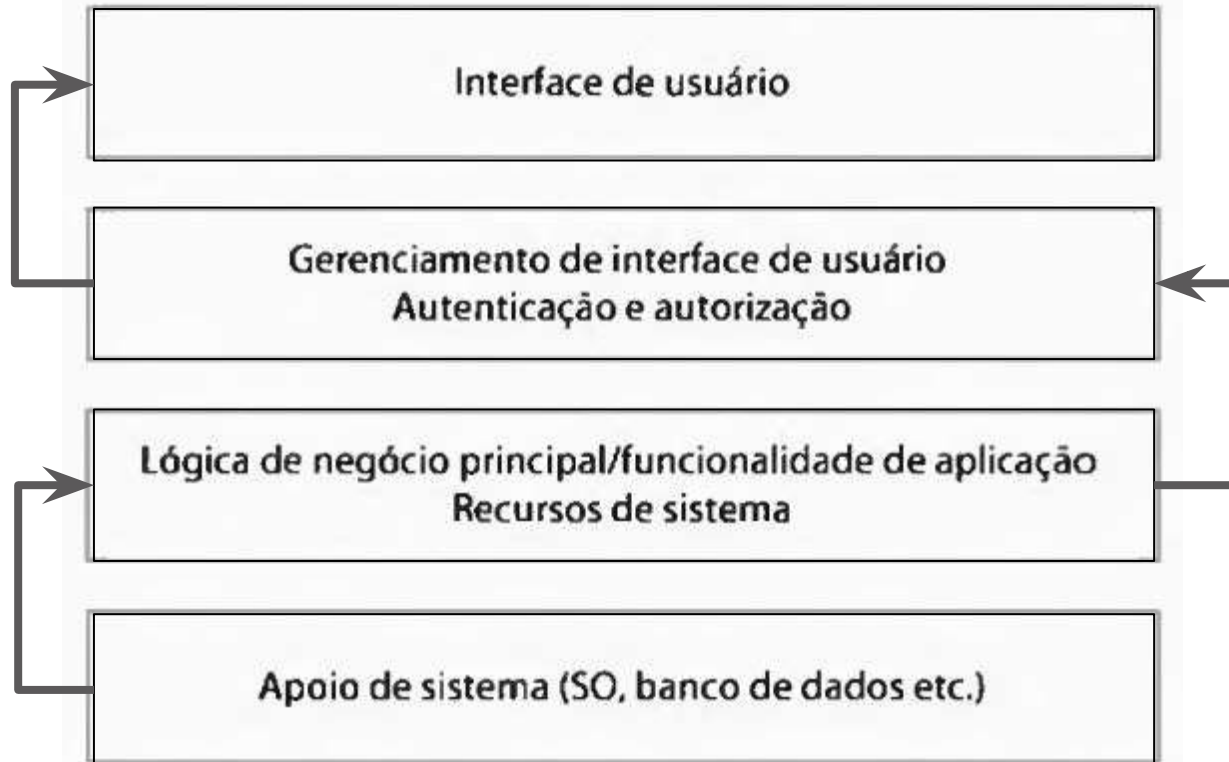 Interface de usuário
Gerenciamento de interface de usuário
Autenticação e autorização
Lógica de negócio principal/funcionalidade de aplicação
Recursos de sistema
Apoio de sistema (SO, banco de dados etc.)